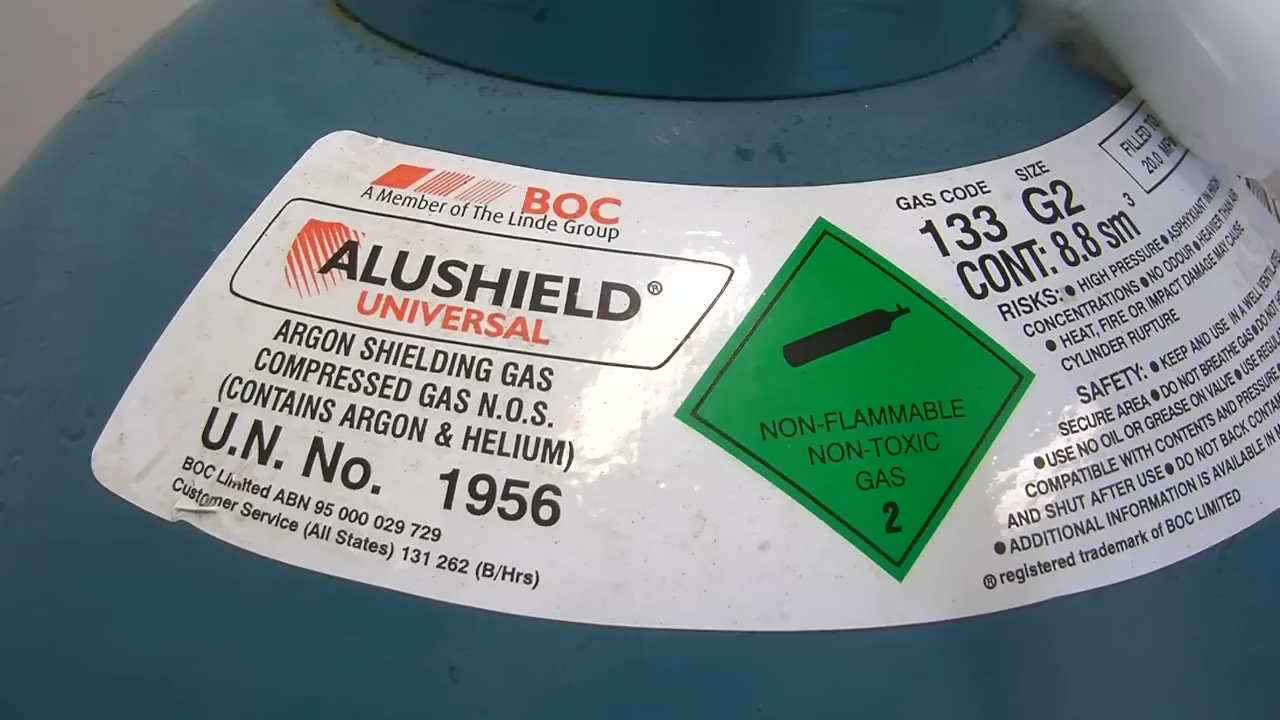 BOC
A Member of The Linde Group
ALUSHIELD®
UNIVERSAL
ARGON SHIELDING GAS
COMPRESSED GAS N.O.S.
(CONTAINS ARGON & HELIUM)
U.N. No. 1956
BOC Limited ABN 95 000 029 729
Customer Service (All States) 131 262 (B/Hrs)
NON-FLAMMABLE
NON-TOXIC
GAS
2
GAS CODE SIZE
133 G2
CONT: 8.8 sm³
FILLED TO
20.0 MPa
RISKS: ● HIGH PRESSURE ● ASPHYXIANT IN HIGH
CONCENTRATIONS ● NO ODOUR ● HEAVIER THAN AIR
● HEAT, FIRE OR IMPACT DAMAGE MAY CAUSE
CYLINDER RUPTURE
SAFETY: ● KEEP AND USE IN A WELL
SECURE AREA ● DO NOT BREATHE GAS ● DO NOT
● USE NO OIL OR GREASE ON VALVE ● USE
COMPATIBLE WITH CONTENTS AND PRESSURE
AND SHUT AFTER USE ● DO NOT BACK
● ADDITIONAL INFORMATION IS AVAILABLE IN
® registered trademark of BOC LIMITED